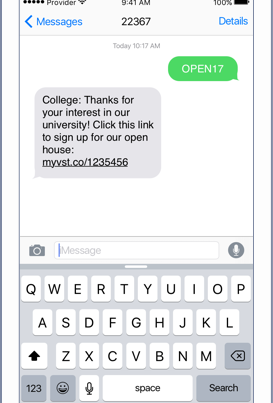 Provider 9:41 AM 100%
Messages 22367 Details
Today 10:17 AM
OPEN17
College: Thanks for
your interest in our
university! Click this link
to sign up for our open
house:
myvst.co/1235456
Message
Q W E R T Y U I O P
A S D F G H J K L
Z X C V B N M
123 space Search